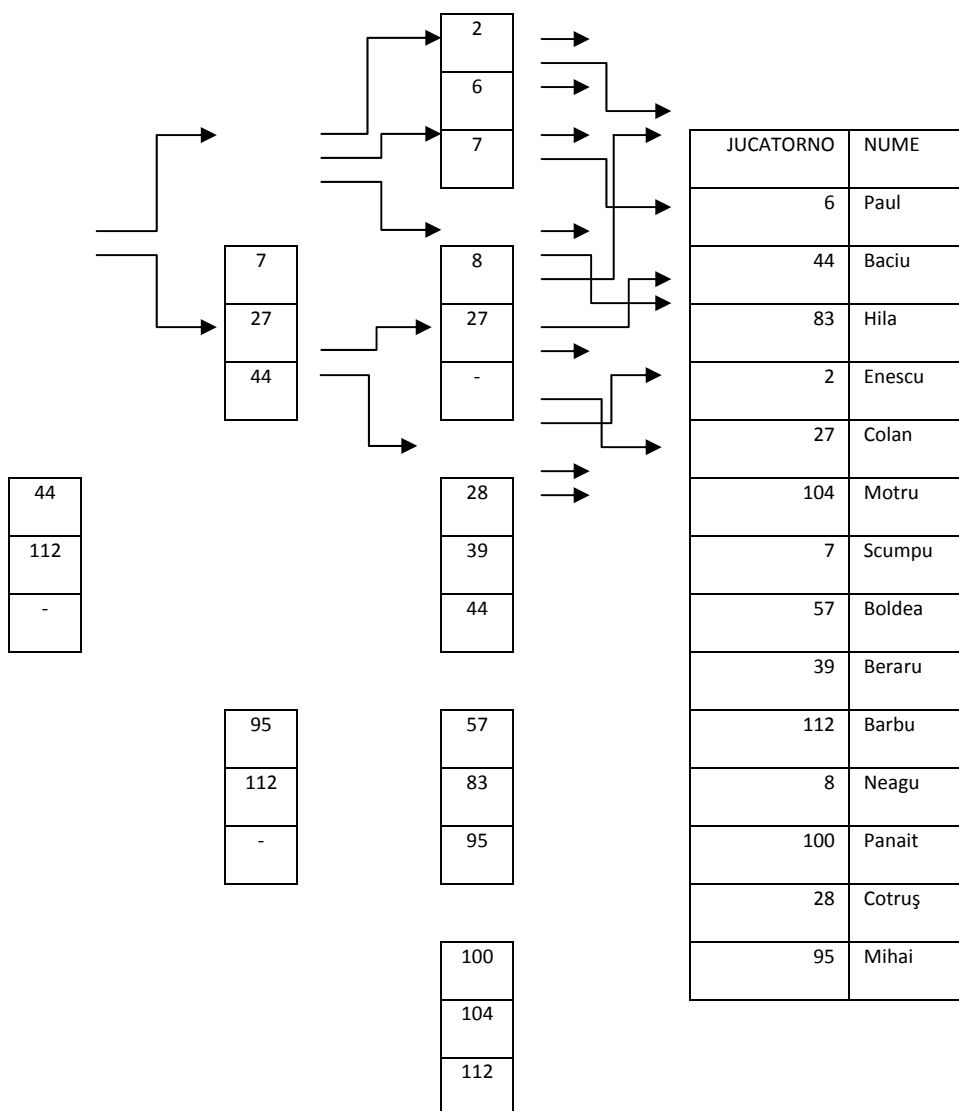 2
6
7
7
27
44
8
27
-
44
112
-
28
39
44
95
112
-
57
83
95
100
104
112
JUCATORNO NUME
6 Paul
44 Baciu
83 Hila
2 Enescu
27 Colan
104 Motru
7 Scumpu
57 Boldea
39 Beraru
112 Barbu
8 Neagu
100 Panait
28 Cotruş
95 Mihai